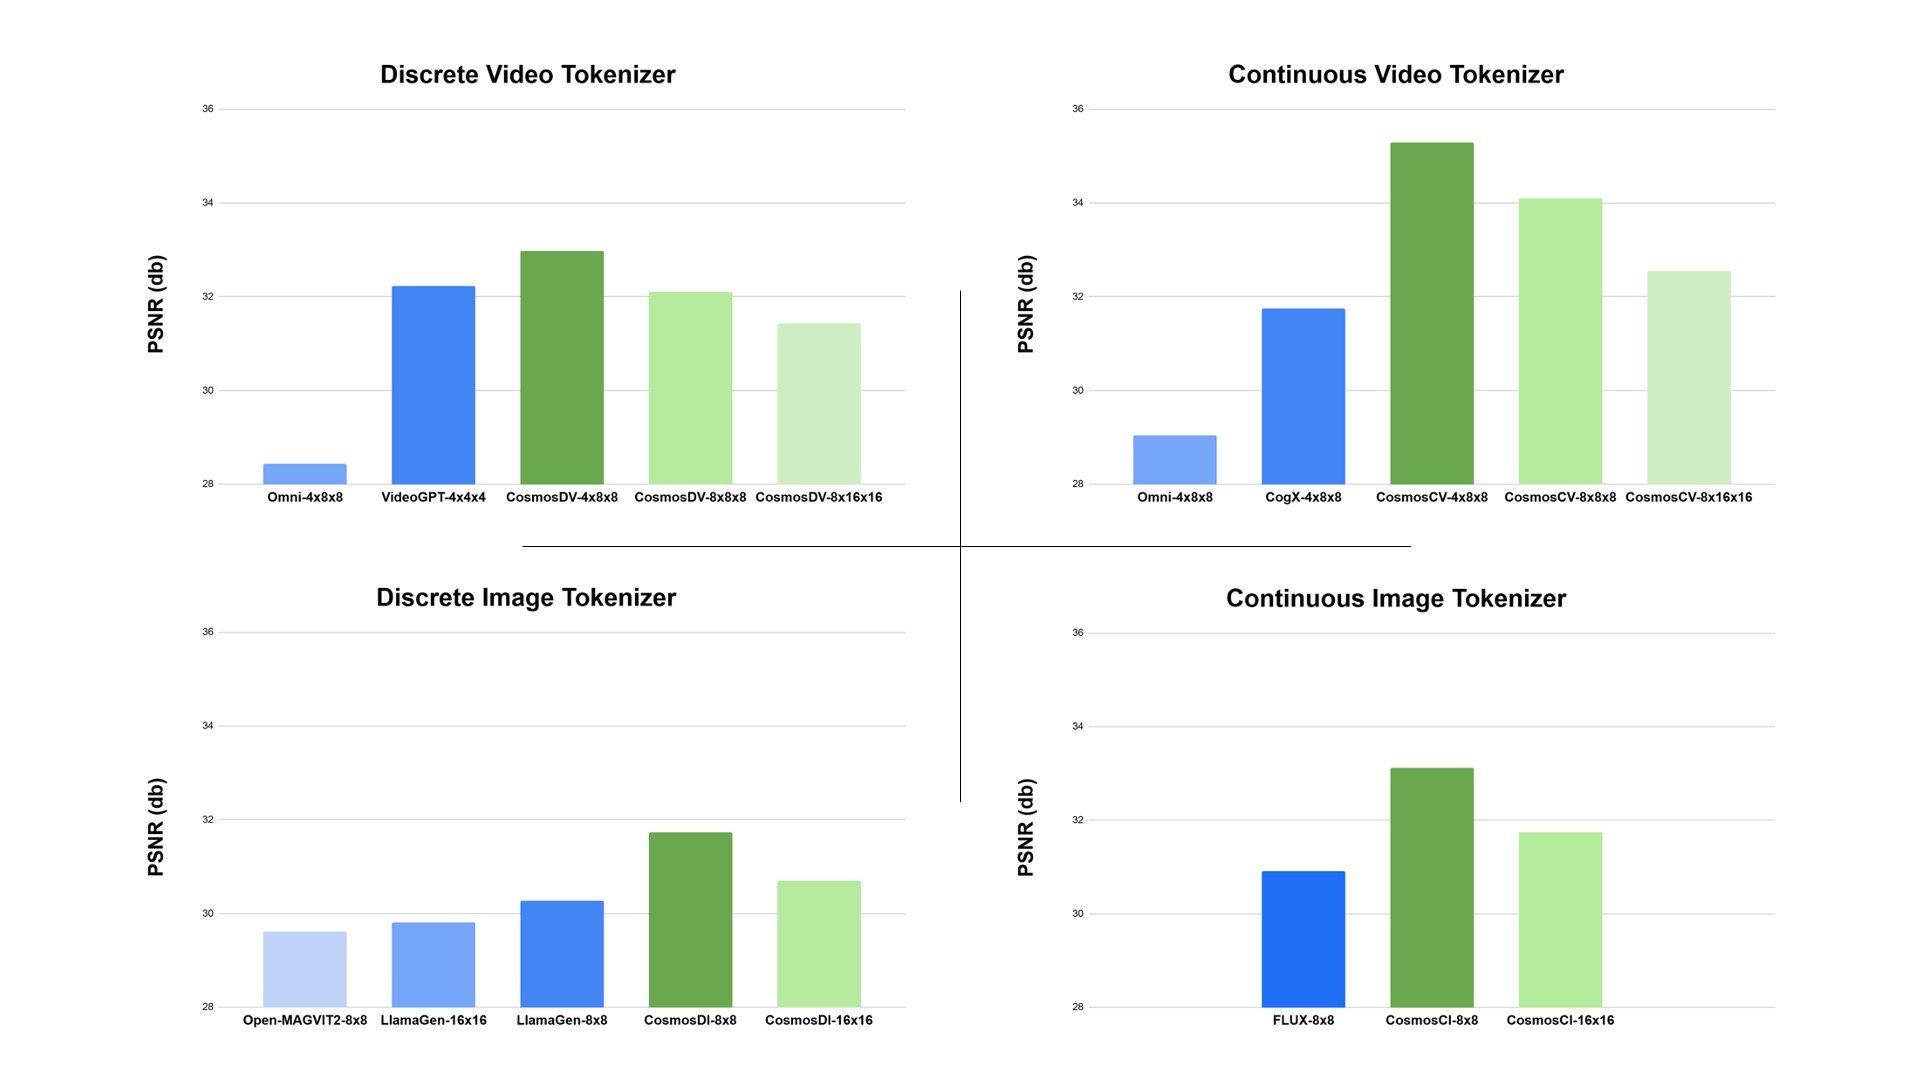 Discrete Video Tokenizer
PSNR (db)
36
34
32
30
28
Omni-4x8x8 VideoGPT-4x4x4 CosmosDV-4x8x8 CosmosDV-8x8x8 CosmosDV-8x16x16
Continuous Video Tokenizer
PSNR (db)
36
34
32
30
28
Omni-4x8x8 CogX-4x8x8 CosmosCV-4x8x8 CosmosCV-8x8x8 CosmosCV-8x16x16
Discrete Image Tokenizer
PSNR (db)
36
34
32
30
28
Open-MAGVIT2-8x8 LlamaGen-16x16 LlamaGen-8x8 CosmosDI-8x8 CosmosDI-16x16
Continuous Image Tokenizer
PSNR (db)
36
34
32
30
28
FLUX-8x8 CosmosCI-8x8 CosmosCI-16x16